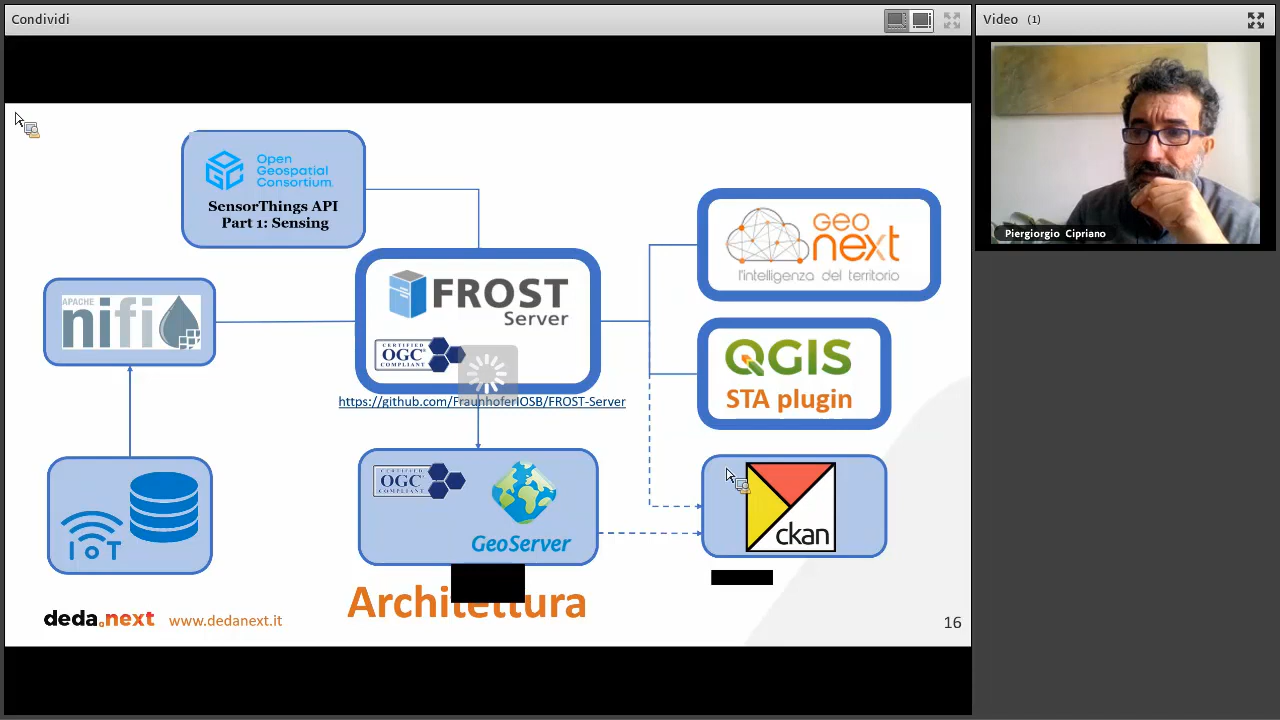 Condividi
Video (1)
Piergiorgio Cipriano
Open
Geospatial
Consortium
SensorThings API
Part 1: Sensing
APACHE
nifi
FROST
Server
CERTIFIED
OGC®
COMPLIANT
https://github.com/FraunhoferIOSB/FROST-Server
GEO
next
l'intelligenza del territorio
QGIS
STA plugin
IoT
CERTIFIED
OGC®
COMPLIANT
GeoServer
ckan
Architettura
deda.next www.dedanext.it
16